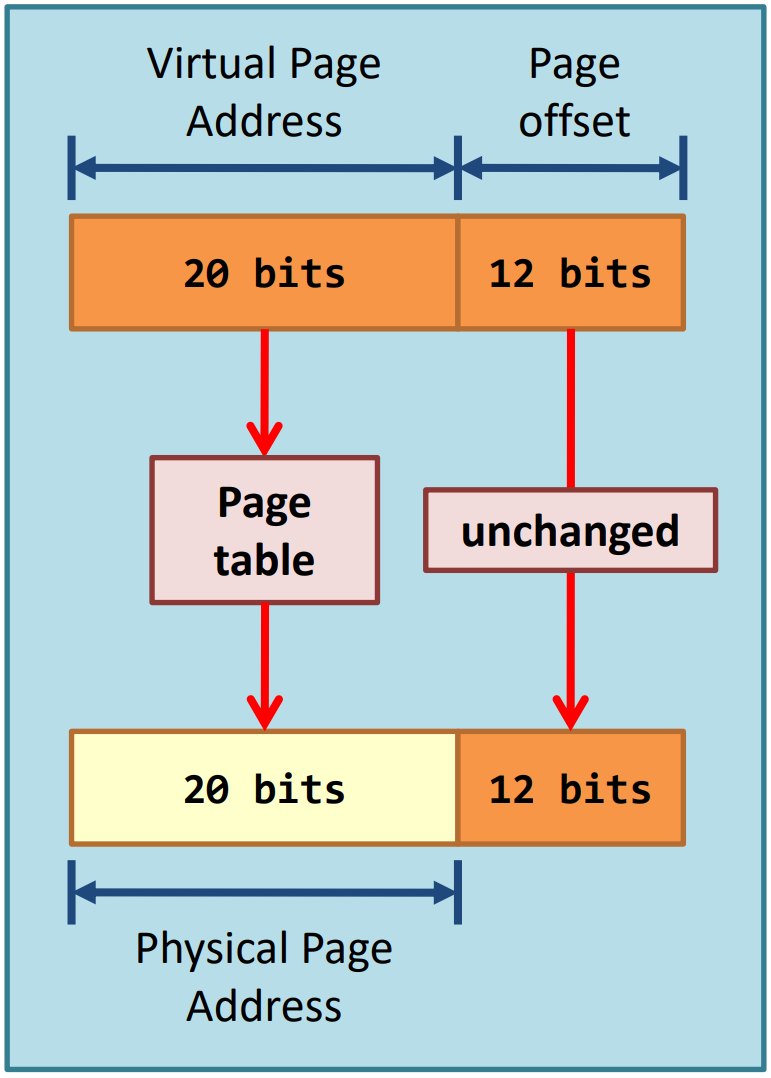 Virtual Page
Address
Page
offset
20 bits
12 bits
Page
table
unchanged
20 bits
12 bits
Physical Page
Address